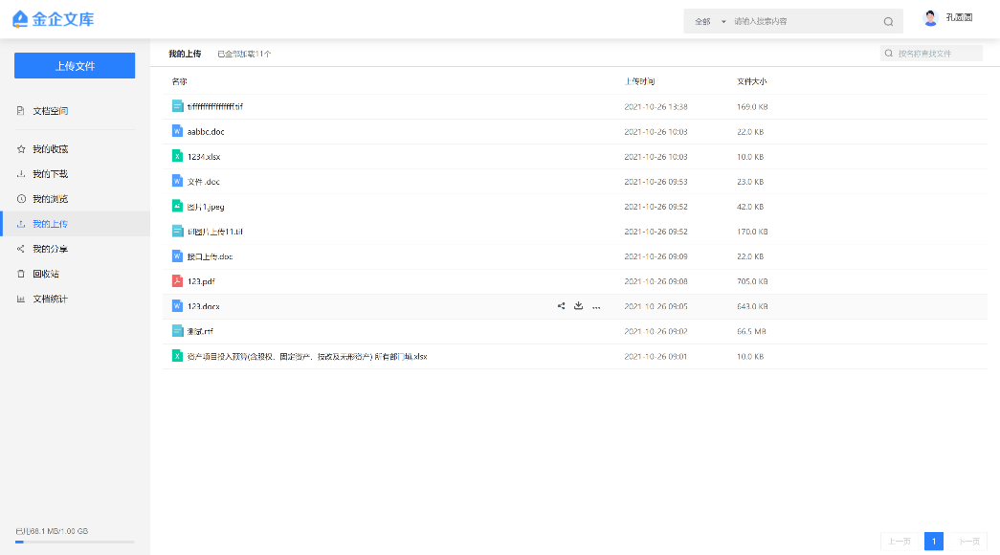 金企文库
全部 请输入搜索内容
孔圆圆
上传文件
文档空间
我的收藏
我的下载
我的浏览
我的上传
我的分享
回收站
文档统计
已用68.1 MB/1.00 GB
我的上传 已全部加载11个
按名称查找文件
名称 上传时间 文件大小
2021-10-26 13:38 169.0 KB
aabbc.doc 2021-10-26 10:03 22.0 KB
1234.xlsx 2021-10-26 10:03 10.0 KB
文件 .doc 2021-10-26 09:53 23.0 KB
图片1.jpeg 2021-10-26 09:52 42.0 KB
tif图片上传11.tif 2021-10-26 09:52 170.0 KB
接口上传.doc 2021-10-26 09:09 22.0 KB
123.pdf 2021-10-26 09:08 705.0 KB
123.docx 2021-10-26 09:05 643.0 KB
测试.rtf 2021-10-26 09:02 66.5 MB
资产项目投入预算(含股权、固定资产、技改及无形资产) 所有部门填.xlsx 2021-10-26 09:01 10.0 KB
上一页 1 下一页